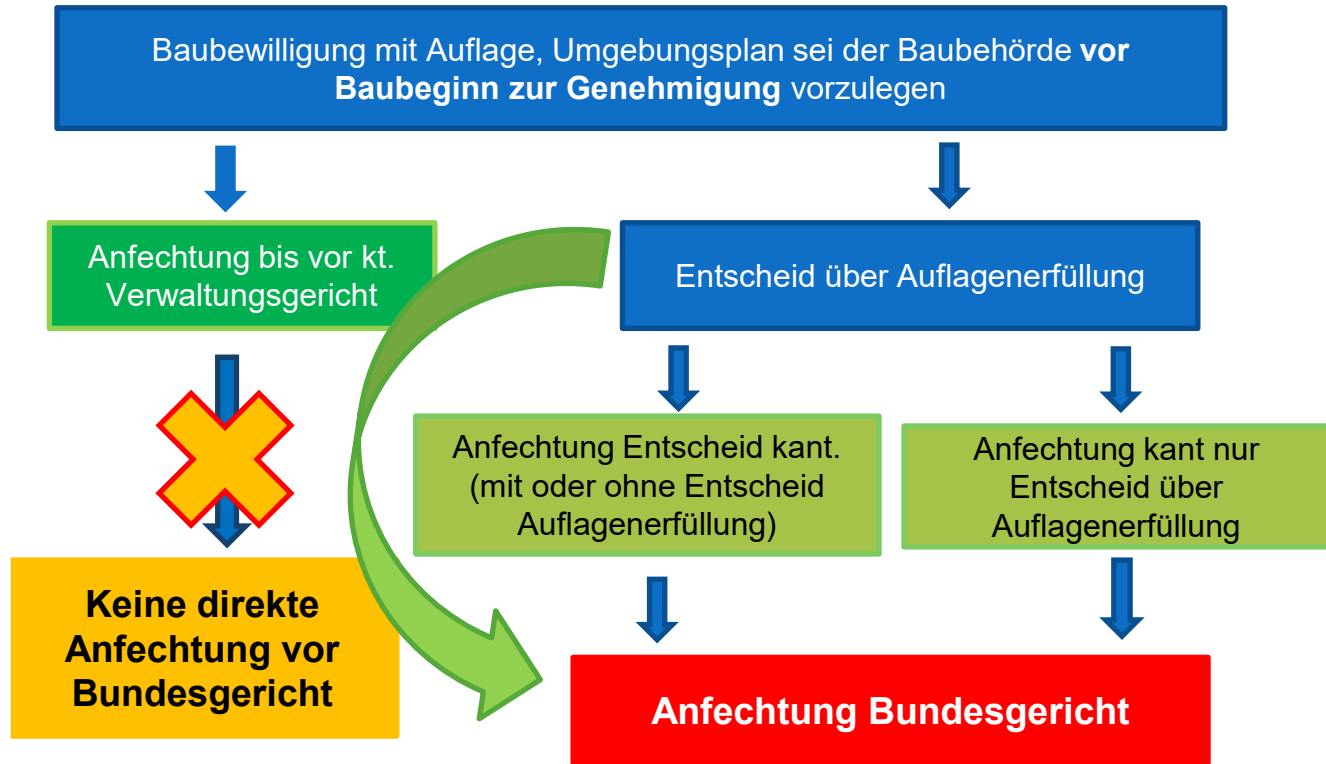 Baubewilligung mit Auflage, Umgebungsplan sei der Baubehörde vor
Baubeginn zur Genehmigung vorzulegen
Anfechtung bis vor kt.
Verwaltungsgericht
Entscheid über Auflagenerfüllung
Anfechtung Entscheid kant.
(mit oder ohne Entscheid
Auflagenerfüllung)
Anfechtung kant nur
Entscheid über
Auflagenerfüllung
Keine direkte
Anfechtung vor
Bundesgericht
Anfechtung Bundesgericht